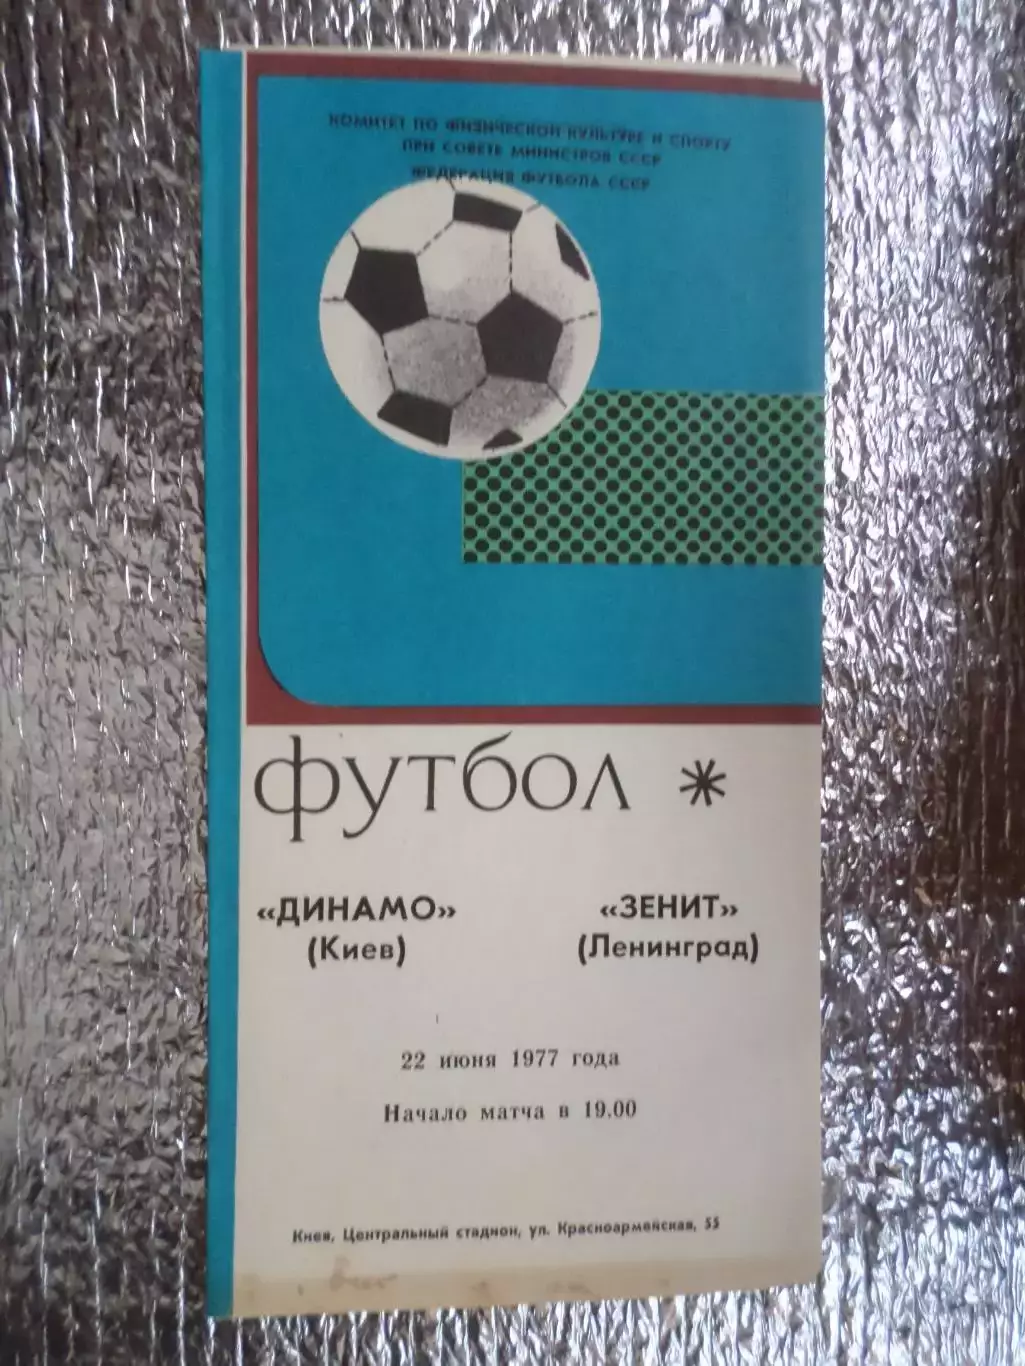 КОМИТЕТ ПО ФИЗИЧЕСКОЙ КУЛЬТУРЕ И СПОРТУ
ПРИ СОВЕТЕ МИНИСТРОВ СССР
ФЕДЕРАЦИЯ ФУТБОЛА СССР
футбол *
«ДИНАМО» «ЗЕНИТ»
(Киев) (Ленинград)
22 июня 1977 года
Начало матча в 19.00
Киев, Центральный стадион, ул. Красноармейская, 55